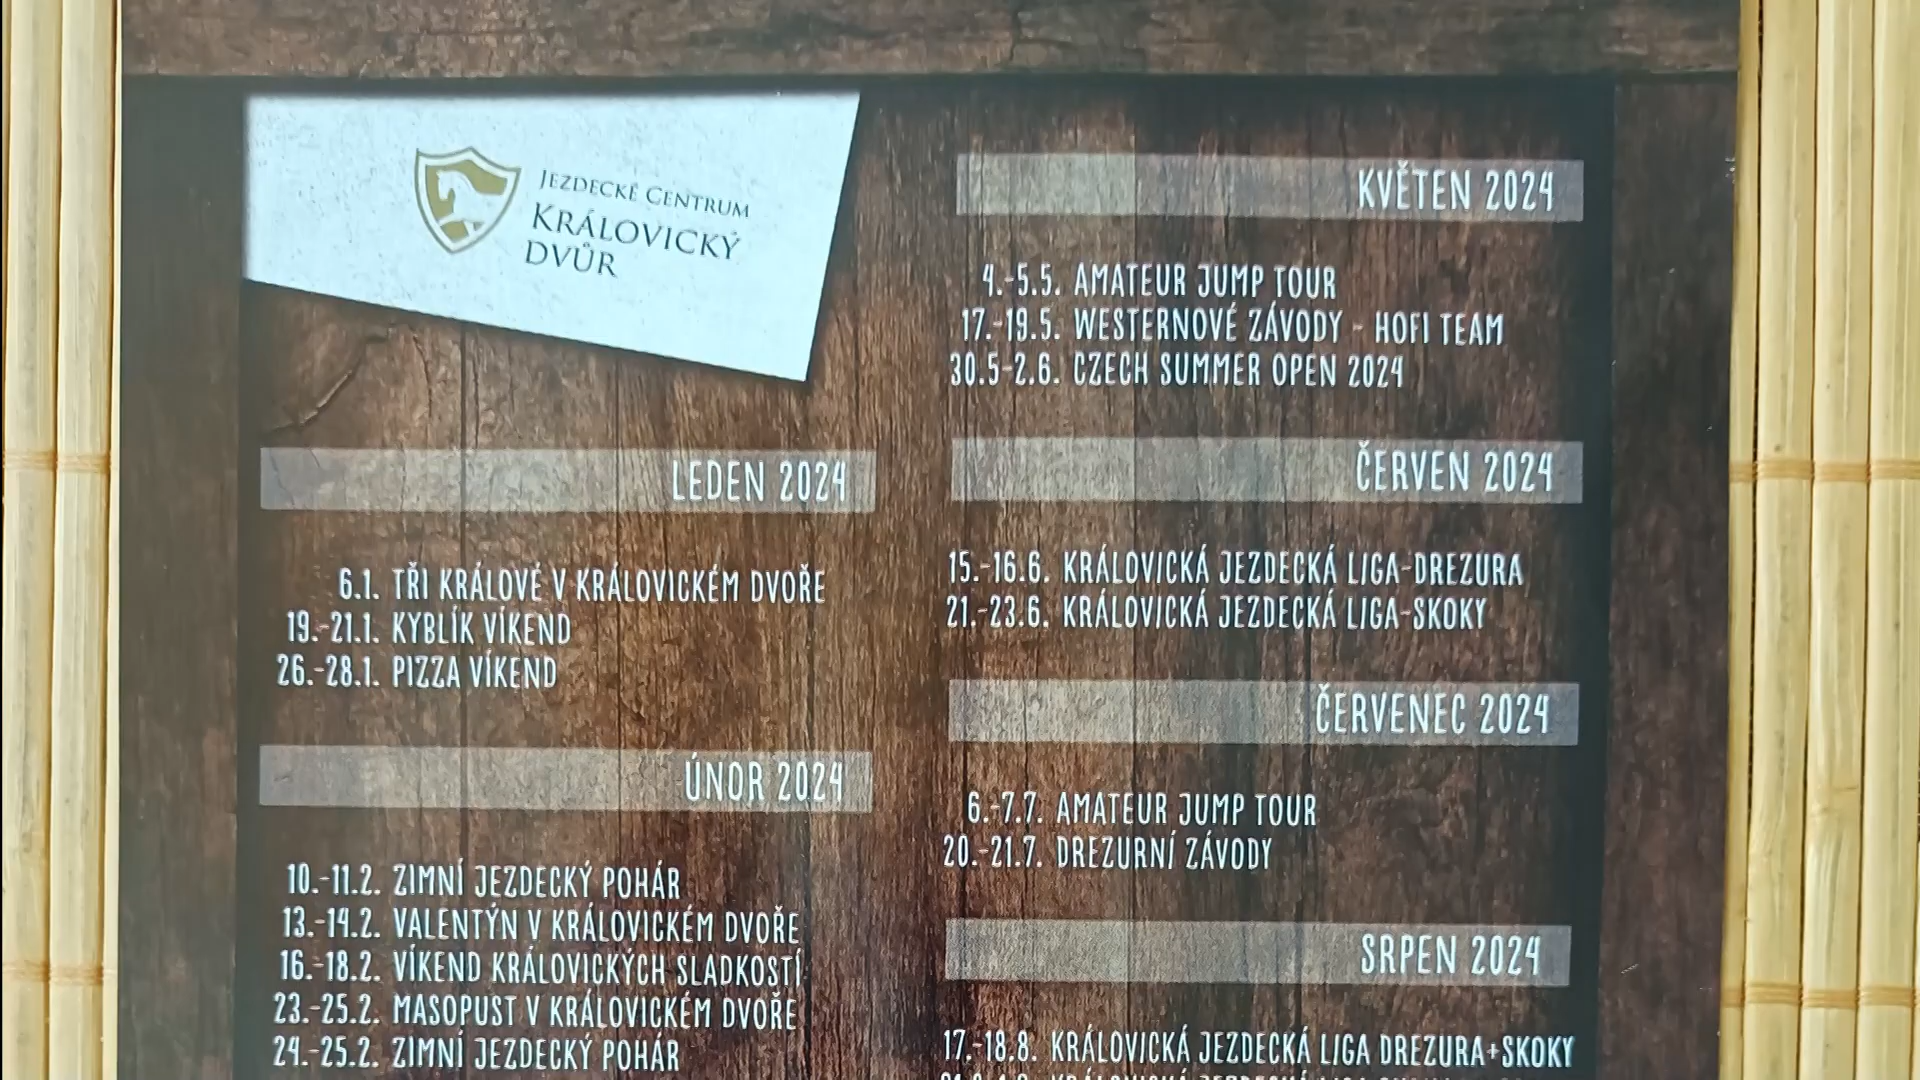 JEZDECKÉ CENTRUM
KRÁLOVICKÝ
DVŮR
LEDEN 2024
6.1. TŘI KRÁLOVÉ V KRÁLOVICKÉM DVOŘE
19.-21.1. KYBLÍK VÍKEND
26.-28.1. PIZZA VÍKEND
ÚNOR 2024
10.-11.2. ZIMNÍ JEZDECKÝ POHÁR
13.-14.2. VALENTÝN V KRÁLOVICKÉM DVOŘE
16.-18.2. VÍKEND KRÁLOVICKÝCH SLADKOSTÍ
23.-25.2. MASOPUST V KRÁLOVICKÉM DVOŘE
24.-25.2. ZIMNÍ JEZDECKÝ POHÁR
KVĚTEN 2024
4.-5.5. AMATEUR JUMP TOUR
17.-19.5. WESTERNOVÉ ZÁVODY - HOFI TEAM
30.5-2.6. CZECH SUMMER OPEN 2024
ČERVEN 2024
15.-16.6. KRÁLOVICKÁ JEZDECKÁ LIGA-DREZURA
21.-23.6. KRÁLOVICKÁ JEZDECKÁ LIGA-SKOKY
ČERVENEC 2024
6.-7.7. AMATEUR JUMP TOUR
20.-21.7. DREZURNÍ ZÁVODY
SRPEN 2024
17.-18.8. KRÁLOVICKÁ JEZDECKÁ LIGA DREZURA+SKOKY